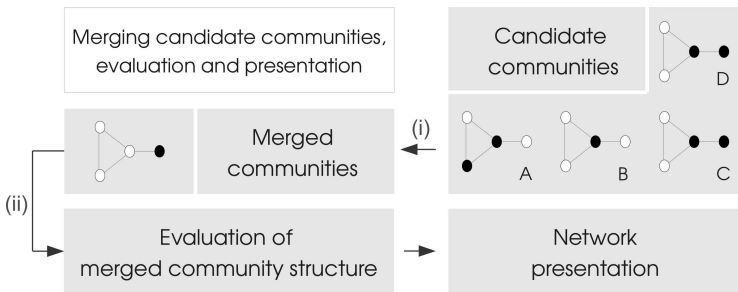 Merging candidate communities,
evaluation and presentation
Candidate
communities
D
(i)
Merged
communities
A
B
C
(ii)
Evaluation of
merged community structure
Network
presentation